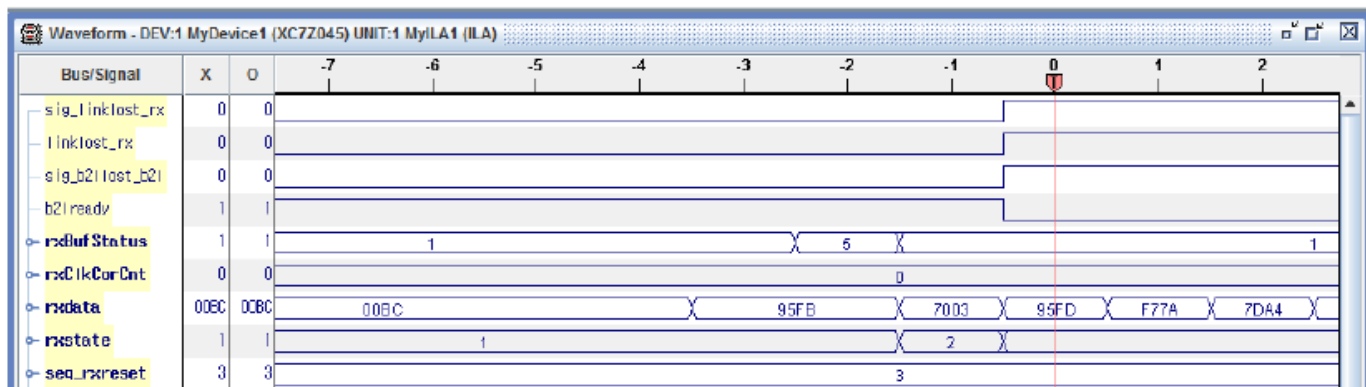 Waveform - DEV:1 MyDevice1 (XC7Z045) UNIT:1 MyILA1 (ILA)
Bus/Signal X O -7 -6 -5 -4 -3 -2 -1 0 1 2
sig_linklost_rx 0 0
linklost_rx 0 0
sig_b2llost_b2l 0 0
b2lready 1 1
rxBufStatus 1 1 1 5 1
rxClkCorCnt 0 0 0
rxdata 00BC 00BC 00BC 95FB 7003 95FD F77A 7DA4
rxstate 1 1 1 2
seq_rxreset 3 3 3